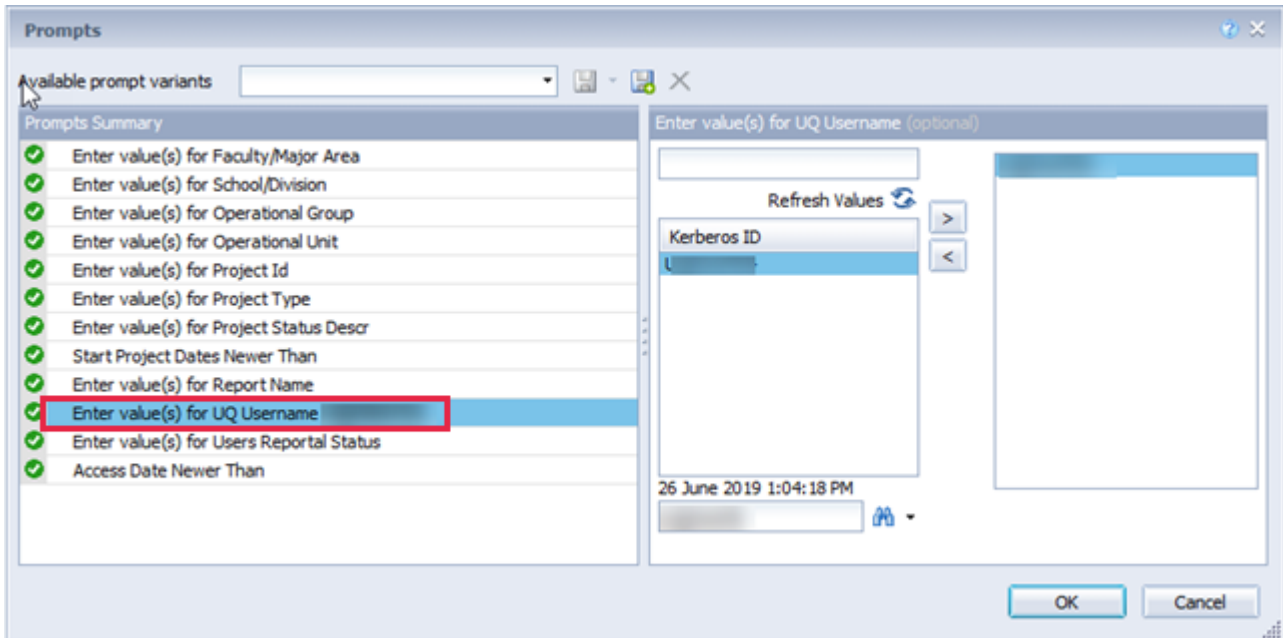 Prompts
Available prompt variants
Prompts Summary
Enter value(s) for Faculty/Major Area
Enter value(s) for School/Division
Enter value(s) for Operational Group
Enter value(s) for Operational Unit
Enter value(s) for Project Id
Enter value(s) for Project Type
Enter value(s) for Project Status Descr
Start Project Dates Newer Than
Enter value(s) for Report Name
Enter value(s) for UQ Username
Enter value(s) for Users Reportal Status
Access Date Newer Than
Enter value(s) for UQ Username (optional)
Refresh Values
>
<
Kerberos ID
26 June 2019 1:04:18 PM
OK
Cancel